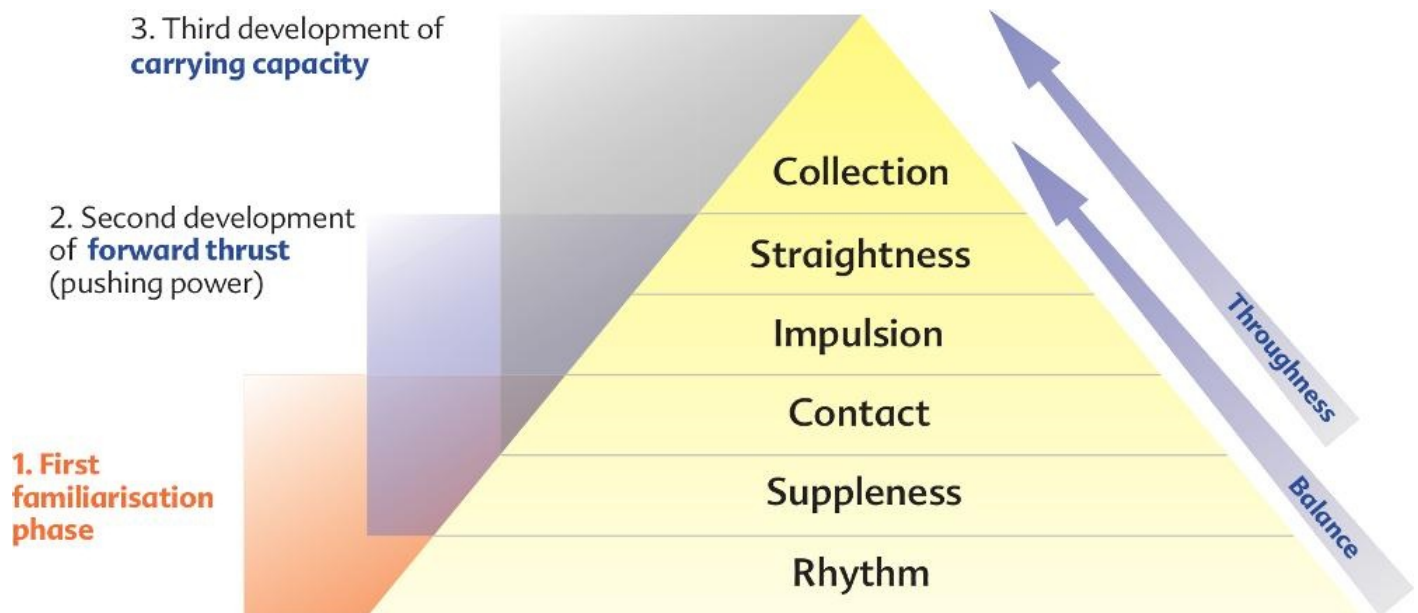 3. Third development of
carrying capacity
2. Second development
of forward thrust
(pushing power)
1. First
familiarisation
phase
Collection
Straightness
Impulsion
Contact
Suppleness
Rhythm
Throughness
Balance